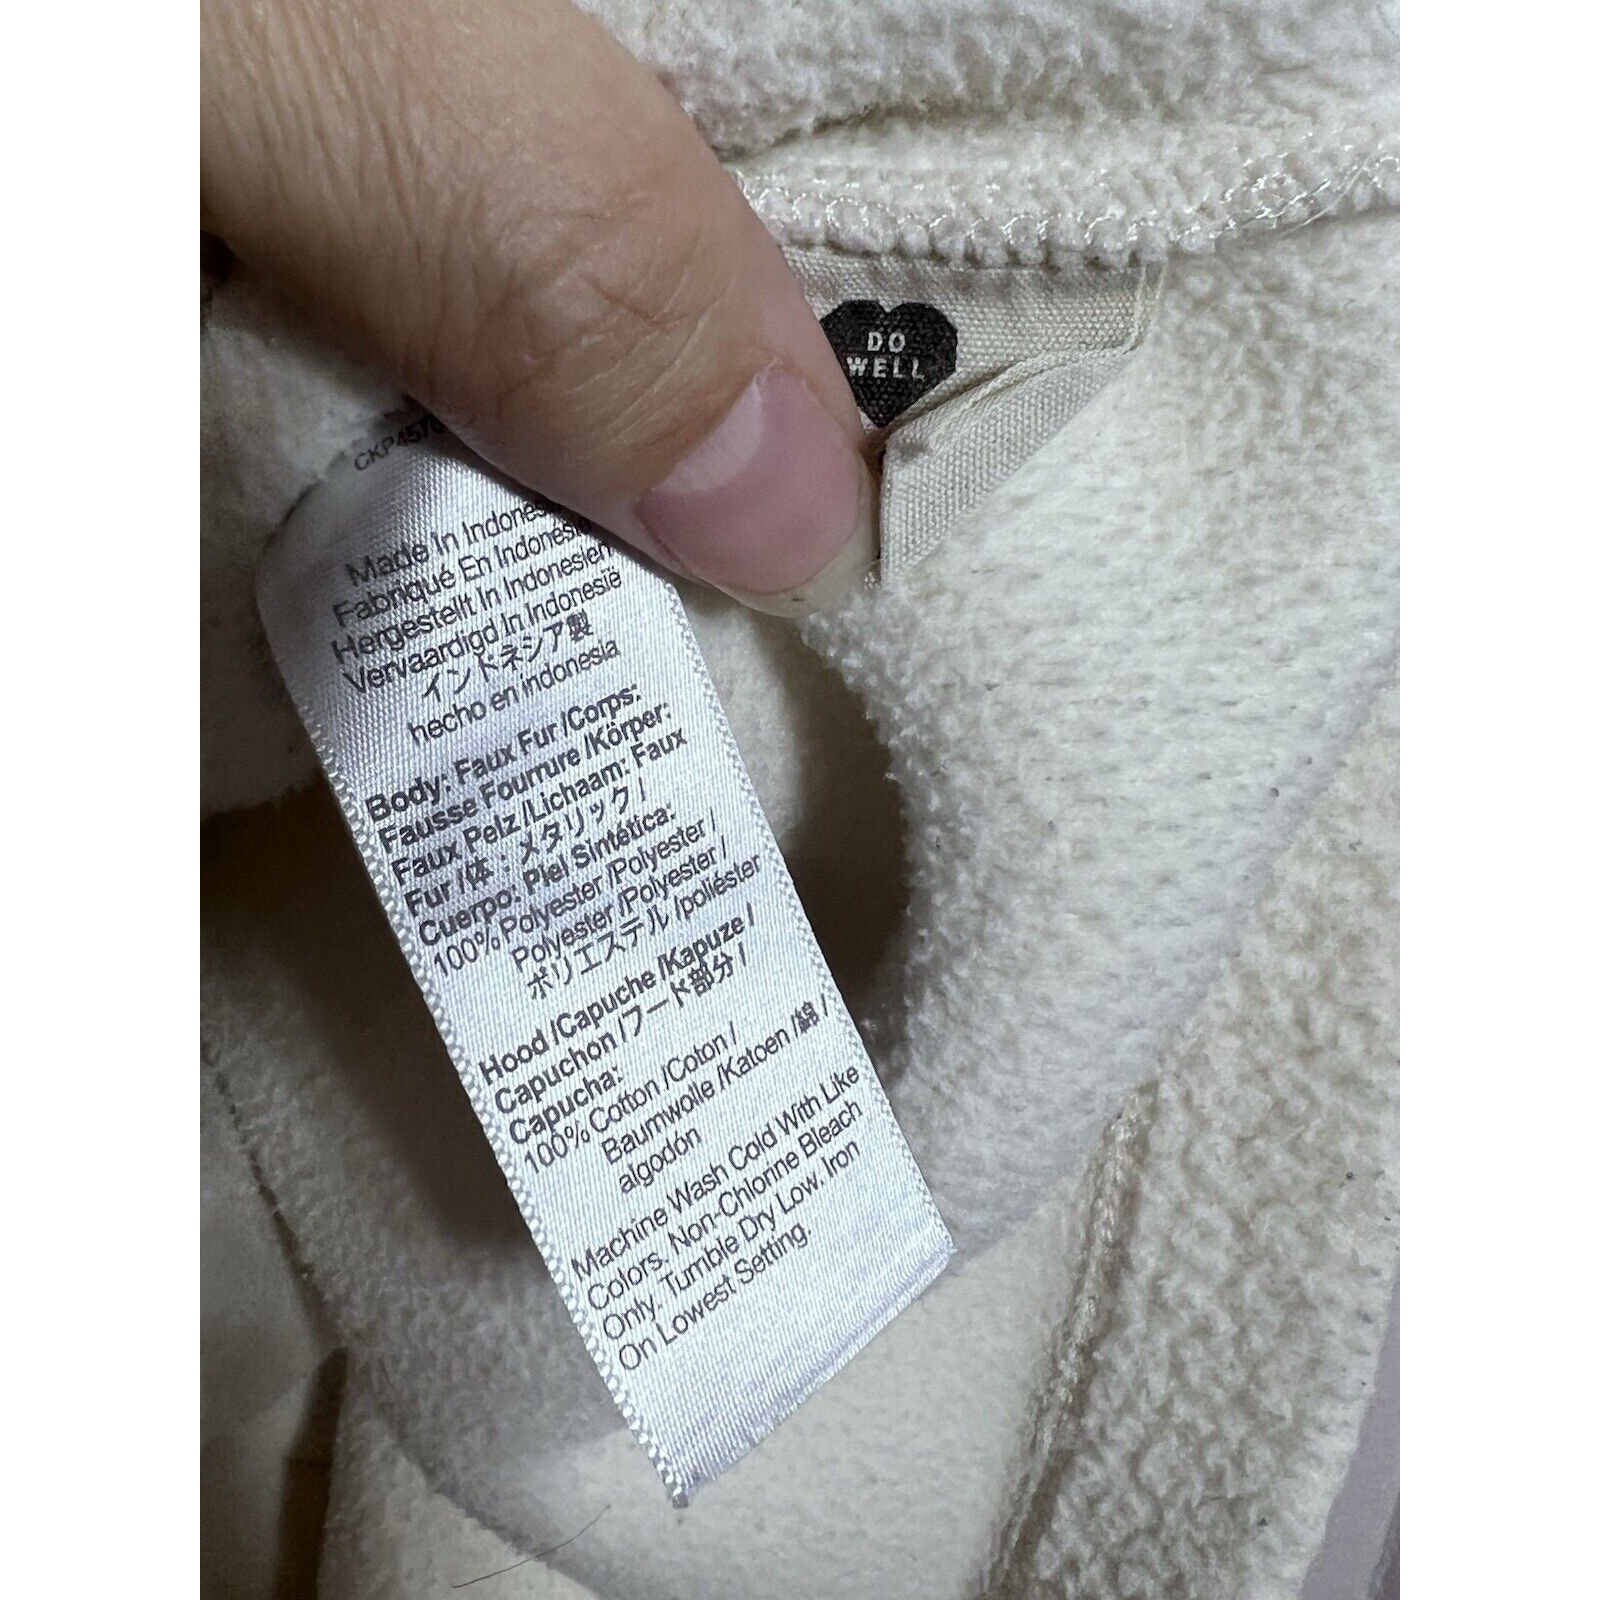 DO
WELL
CKP4576
Made In Indones
Fabriqué En Indonesia
Hergestellt In Indonesien
Vervaardigd In Indonesië
インドネシア製
hecho en indonesia
Body: Faux Fur /Corps:
Fausse Fourrure /Körper:
Faux Pelz /Lichaam: Faux
Fur /体：メタリック /
Cuerpo: Piel Sintética:
100% Polyester /Polyester /
Polyester /Polyester /
ポリエステル /poliéster
Hood /Capuche /Kapuze /
Capuchon /フード部分 /
Capucha:
100% Cotton /Coton /
Baumwolle /Katoen /綿 /
algodón
Machine Wash Cold With Like
Colors. Non-Chlorine Bleach
Only. Tumble Dry Low. Iron
On Lowest Setting.